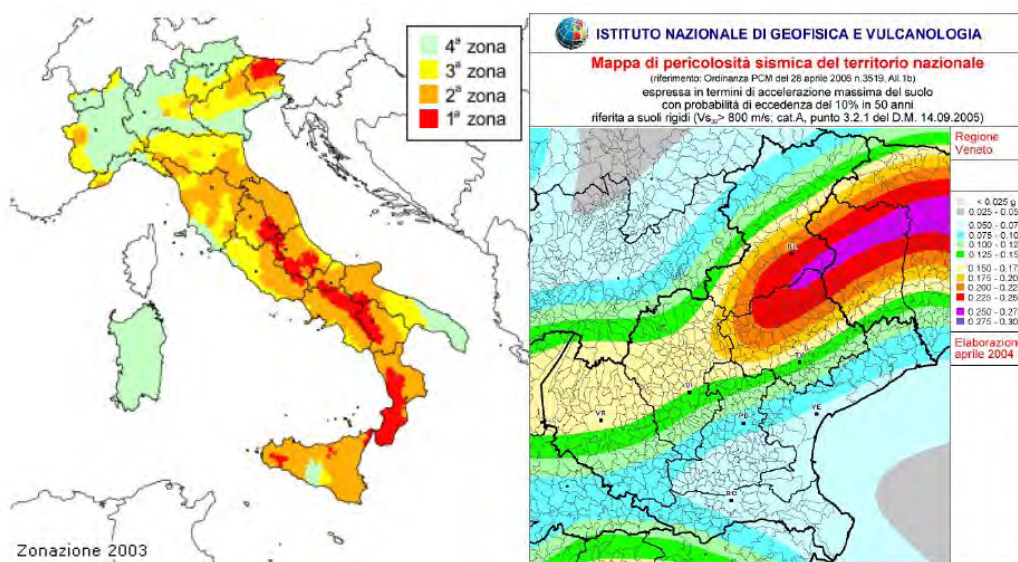 4ª zona
3ª zona
2ª zona
1ª zona
Zonazione 2003
ISTITUTO NAZIONALE DI GEOFISICA E VULCANOLOGIA
Mappa di pericolosità sismica del territorio nazionale
(riferimento: Ordinanza PCM del 28 aprile 2006 n.3519, All.1b)
espressa in termini di accelerazione massima del suolo
con probabilità di eccedenza del 10% in 50 anni
riferita a suoli rigidi (Vs₃₀> 800 m/s; cat.A, punto 3.2.1 del D.M. 14.09.2005)
Regione
Veneto
< 0.025 g
0.025 - 0.05
0.050 - 0.07
0.075 - 0.10
0.100 - 0.12
0.125 - 0.15
0.150 - 0.17
0.175 - 0.20
0.200 - 0.22
0.225 - 0.25
0.250 - 0.27
0.275 - 0.30
Elaborazione
aprile 2004
BL
TV
VI
VR
PD
VE
RO